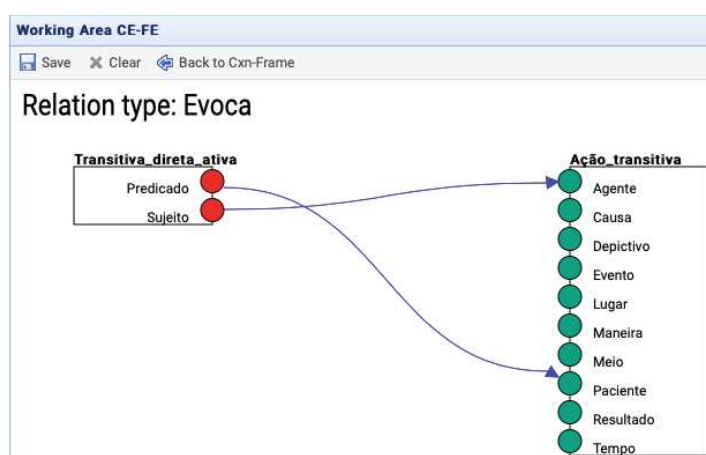 Working Area CE-FE
Save Clear Back to Cxn-Frame
Relation type: Evoca
Transitiva_direta_ativa
Predicado
Sujeito
Ação_transitiva
Agente
Causa
Depictivo
Evento
Lugar
Maneira
Meio
Paciente
Resultado
Tempo